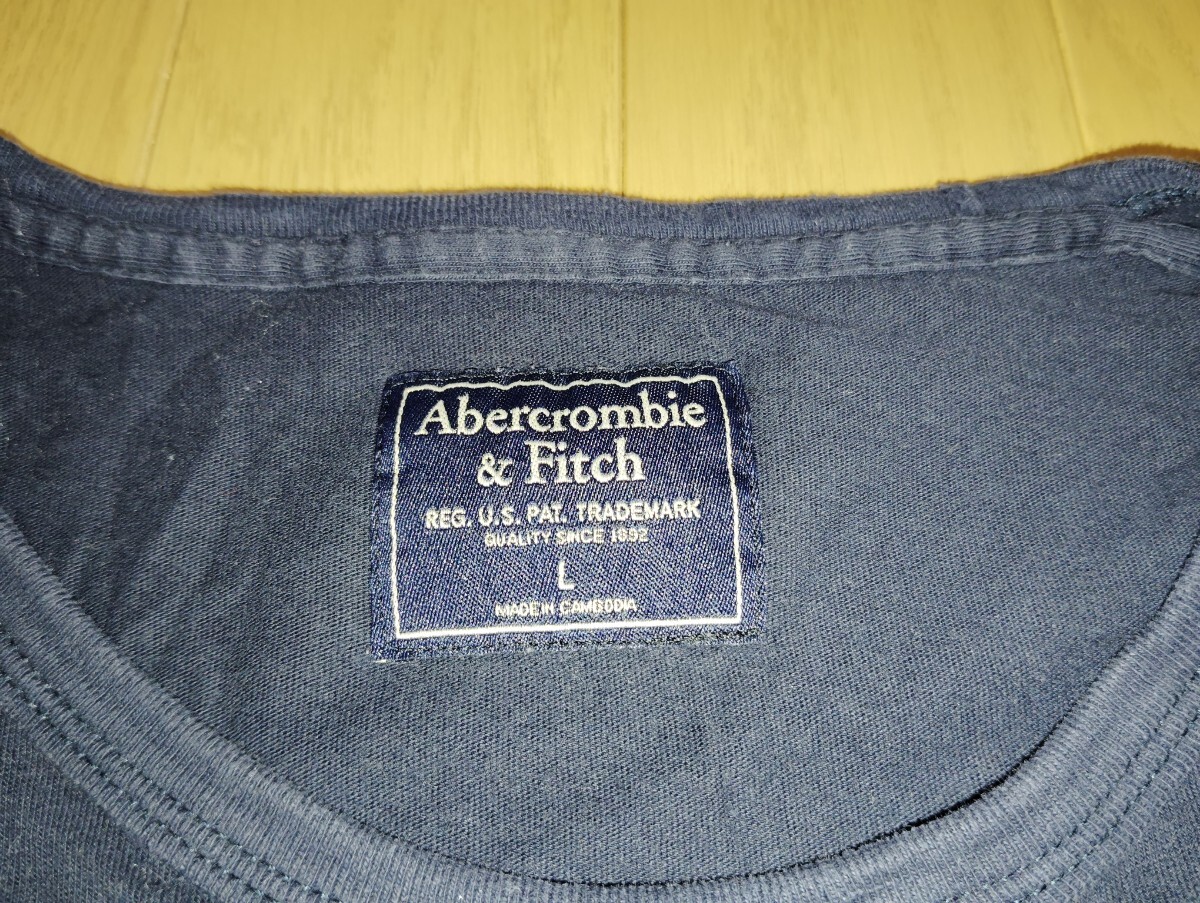 Abercrombie
& Fitch
REG. U.S. PAT. TRADEMARK
QUALITY SINCE 1892
L
MADE IN CAMBODIA